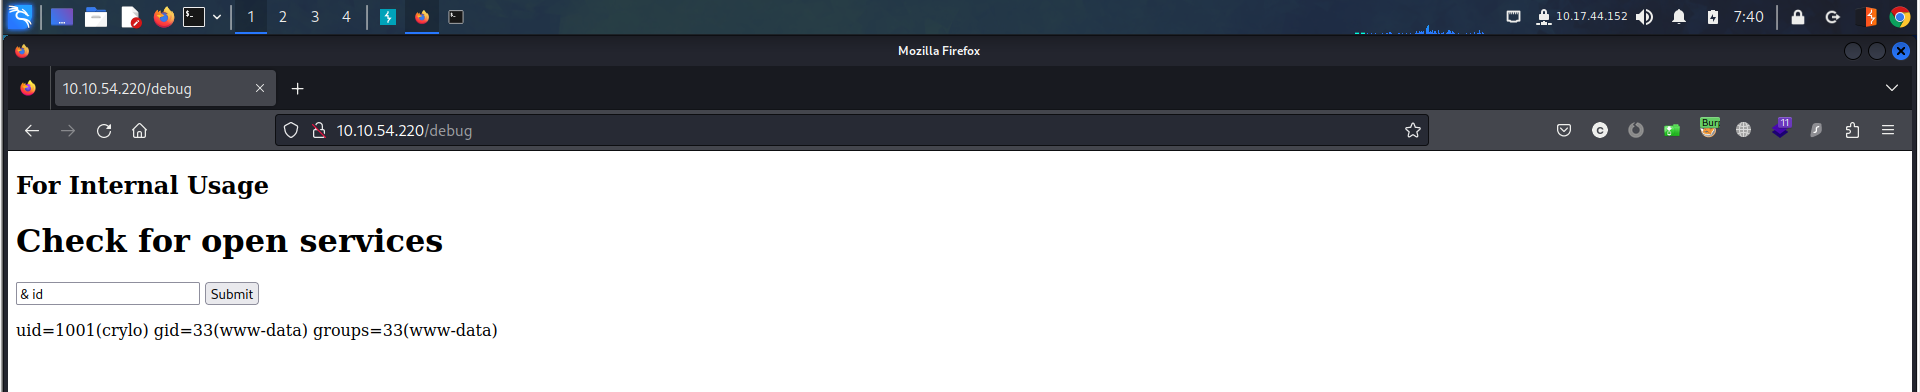 1 2 3 4 10.17.44.152 7:40
Mozilla Firefox
10.10.54.220/debug
10.10.54.220/debug
11
For Internal Usage
Check for open services
& id Submit
uid=1001(crylo) gid=33(www-data) groups=33(www-data)